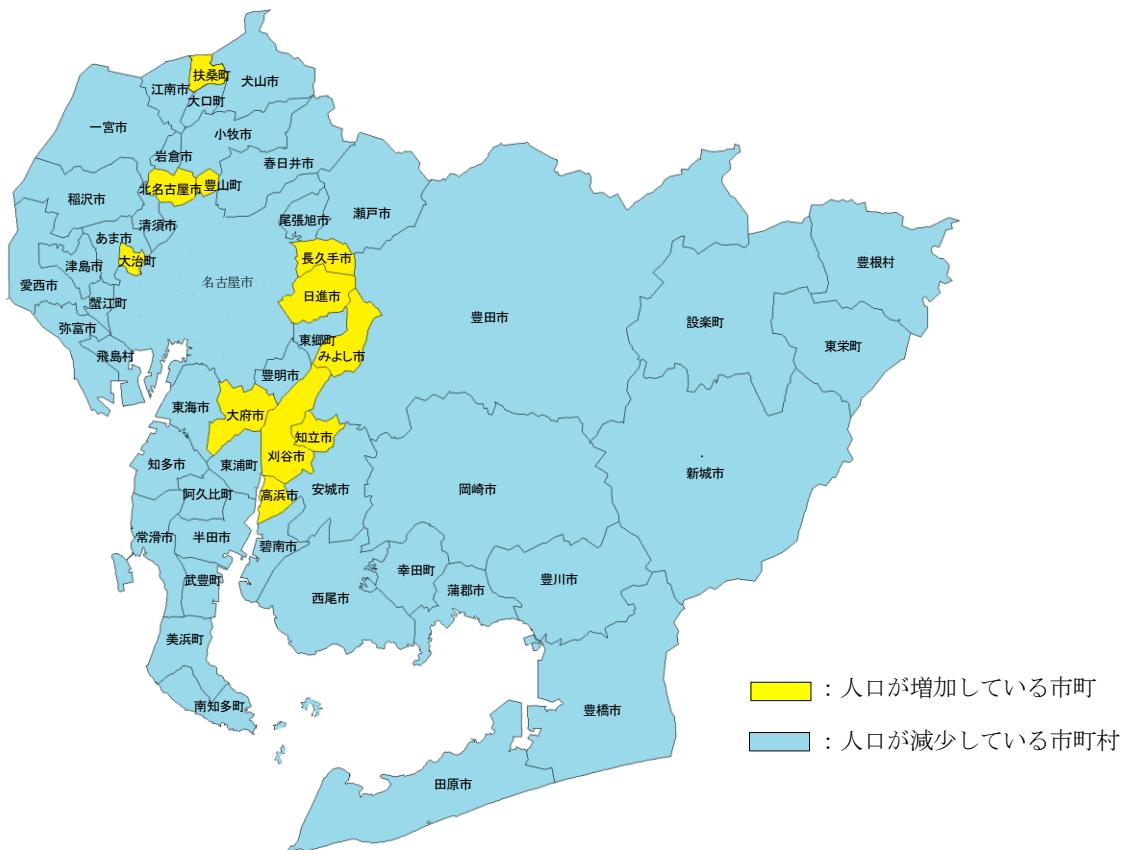 扶桑町
犬山市
江南市
大口町
一宮市
小牧市
岩倉市
春日井市
北名古屋市
豊山町
稲沢市
瀬戸市
尾張旭市
清須市
あま市
長久手市
大治町
津島市
豊根村
愛西市
名古屋市
日進市
蟹江町
豊田市
設楽町
弥富市
東郷町
東栄町
飛島村
みよし市
豊明市
東海市
大府市
知立市
刈谷市
知多市
東浦町
新城市
阿久比町
高浜市
安城市
岡崎市
常滑市
半田市
碧南市
武豊町
幸田町
豊川市
蒲郡市
西尾市
美浜町
南知多町
豊橋市
田原市
:人口が増加している市町
:人口が減少している市町村